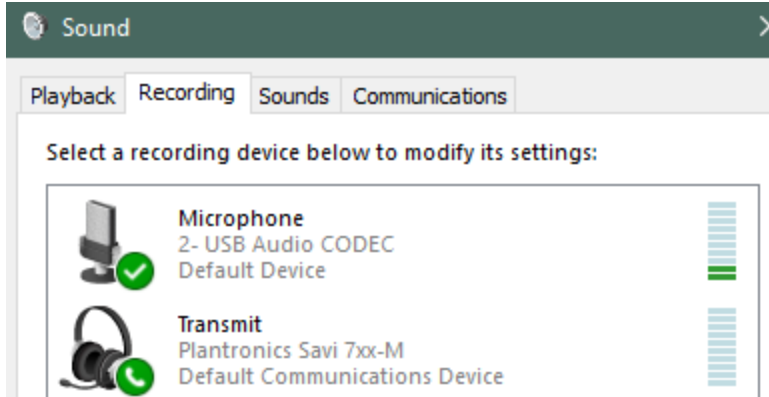 Sound
Playback Recording Sounds Communications
Select a recording device below to modify its settings:
Microphone
2- USB Audio CODEC
Default Device
Transmit
Plantronics Savi 7xx-M
Default Communications Device